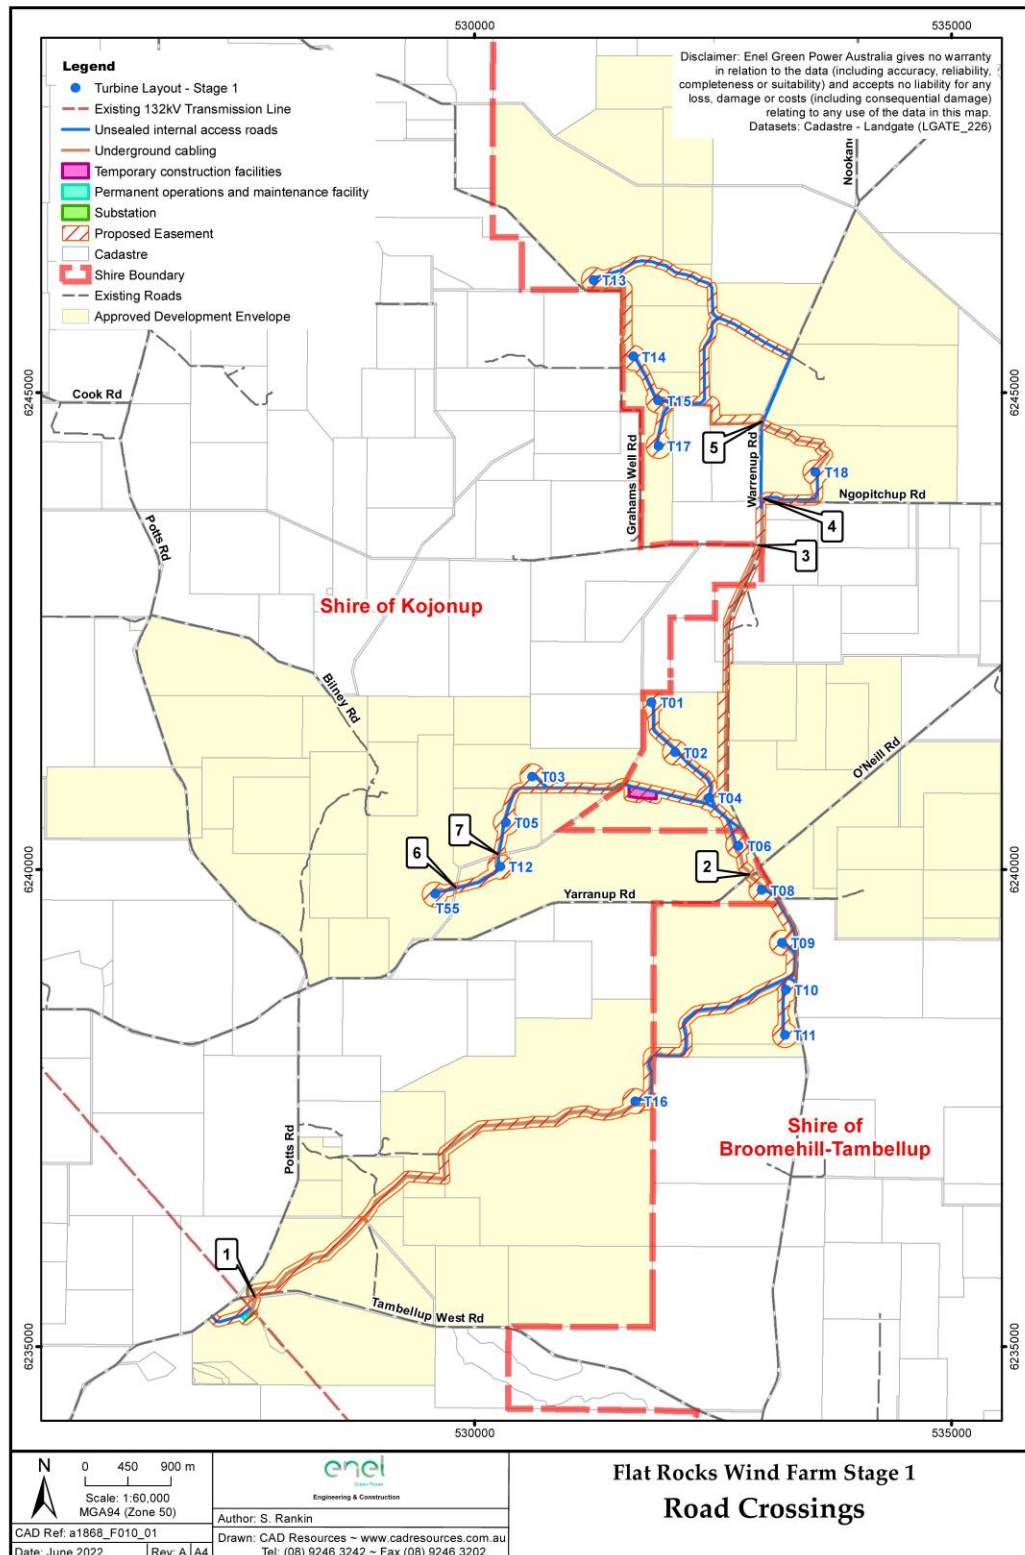 530000
535000
Legend
Turbine Layout - Stage 1
Existing 132kV Transmission Line
Unsealed internal access roads
Underground cabling
Temporary construction facilities
Permanent operations and maintenance facility
Substation
Proposed Easement
Cadastre
Shire Boundary
Existing Roads
Approved Development Envelope
Disclaimer: Enel Green Power Australia gives no warranty
in relation to the data (including accuracy, reliability,
completeness or suitability) and accepts no liability for any
loss, damage or costs (including consequential damage)
relating to any use of the data in this map.
Datasets: Cadastre - Landgate (LGATE_226)
T13
T14
6245000
Cook Rd
T15
6245000
5
T17
Grahams Well Rd
Warrenup Rd
T18
Ngopitchup Rd
4
Potts Rd
3
Shire of Kojonup
Bilney Rd
T01
T02
O'Neill Rd
T03
T04
T05
7
T06
6
T12
2
6240000
6240000
T08
Yarranup Rd
T55
T09
T10
T11
T16
Shire of
Broomehill-Tambellup
Potts Rd
1
Tambellup West Rd
6235000
6235000
530000
535000
N
0 450 900 m
Scale: 1:60,000
MGA94 (Zone 50)
CAD Ref: a1868_F010_01
Date: June 2022
Rev: A
A4
enel
Green Power
Engineering & Construction
Author: S. Rankin
Drawn: CAD Resources ~ www.cadresources.com.au
Tel: (08) 9246 3242 ~ Fax (08) 9246 3202
Flat Rocks Wind Farm Stage 1
Road Crossings